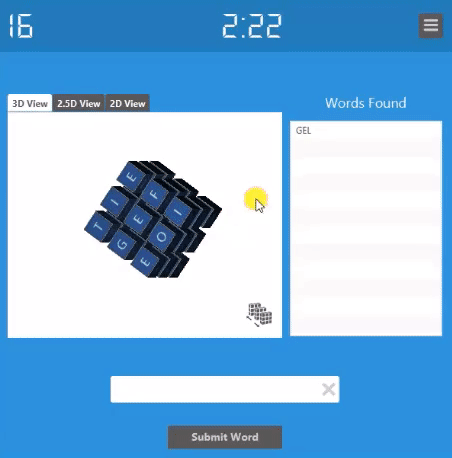 16 2:22
3D View 2.5D View 2D View
Words Found
GEL
E F I
I E O
T G E
Submit Word